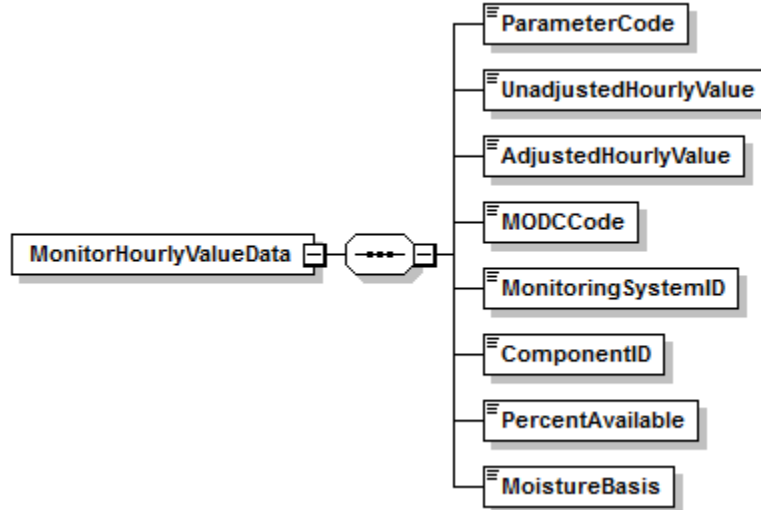 ParameterCode
UnadjustedHourlyValue
AdjustedHourlyValue
MODCCode
MonitorHourlyValueData
MonitoringSystemID
ComponentID
PercentAvailable
MoistureBasis